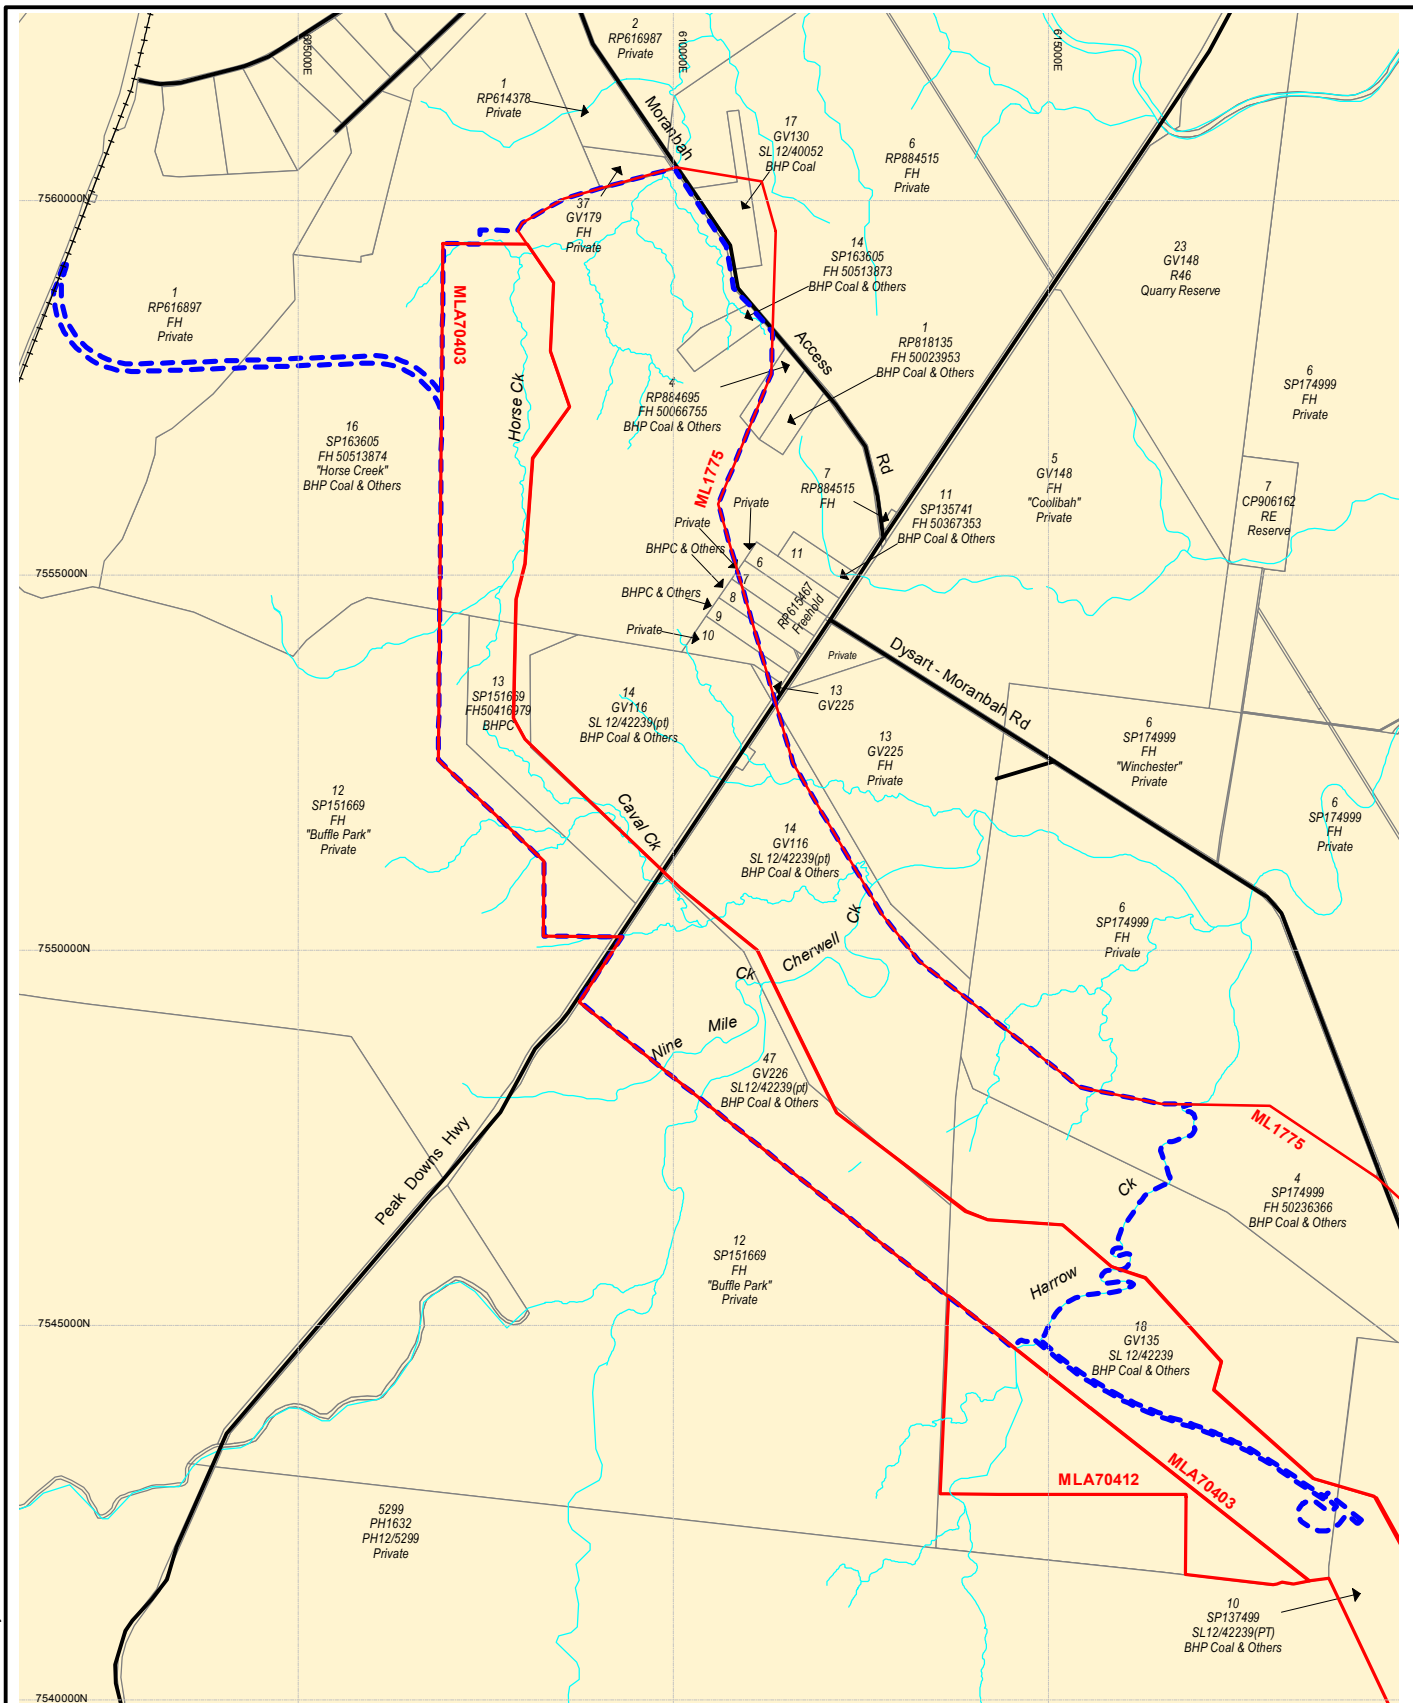 2
RP616987
Private
605000E
610000E
615000E
1
RP614378
Private
Moranbah
17
GV130
SL 12/40052
BHP Coal
6
RP884515
FH
Private
7560000N
37
GV179
FH
Private
14
SP163605
FH 50513873
BHP Coal & Others
23
GV148
R46
Quarry Reserve
1
RP616897
FH
Private
MLA70403
Access
1
RP818135
FH 50023953
BHP Coal & Others
Horse Ck
4
RP884695
FH 50066755
BHP Coal & Others
6
SP174999
FH
Private
16
SP163605
FH 50513874
"Horse Creek"
BHP Coal & Others
ML1775
Rd
7
RP884515
FH
5
GV148
FH
"Coolibah"
Private
7
CP906162
RE
Reserve
11
SP135741
FH 50367353
BHP Coal & Others
Private
Private
BHPC & Others
BHPC & Others
Private
11
6
7
8
9
10
RP615467
Freehold
7555000N
Private
Dysart - Moranbah Rd
13
SP151669
FH50416979
BHPC
14
GV116
SL 12/42239(pt)
BHP Coal & Others
13
GV225
13
GV225
FH
Private
6
SP174999
FH
"Winchester"
Private
12
SP151669
FH
"Buffle Park"
Private
Caval Ck
14
GV116
SL 12/42239(pt)
BHP Coal & Others
6
SP174999
FH
Private
6
SP174999
FH
Private
7550000N
Cherwell Ck
Nine Mile Ck
47
GV226
SL12/42239(pt)
BHP Coal & Others
Peak Downs Hwy
ML1775
4
SP174999
FH 50236366
BHP Coal & Others
Harrow Ck
12
SP151669
FH
"Buffle Park"
Private
7545000N
18
GV135
SL 12/42239
BHP Coal & Others
MLA70412
MLA70403
5299
PH1632
PH12/5299
Private
10
SP137499
SL12/42239(PT)
BHP Coal & Others
7540000N